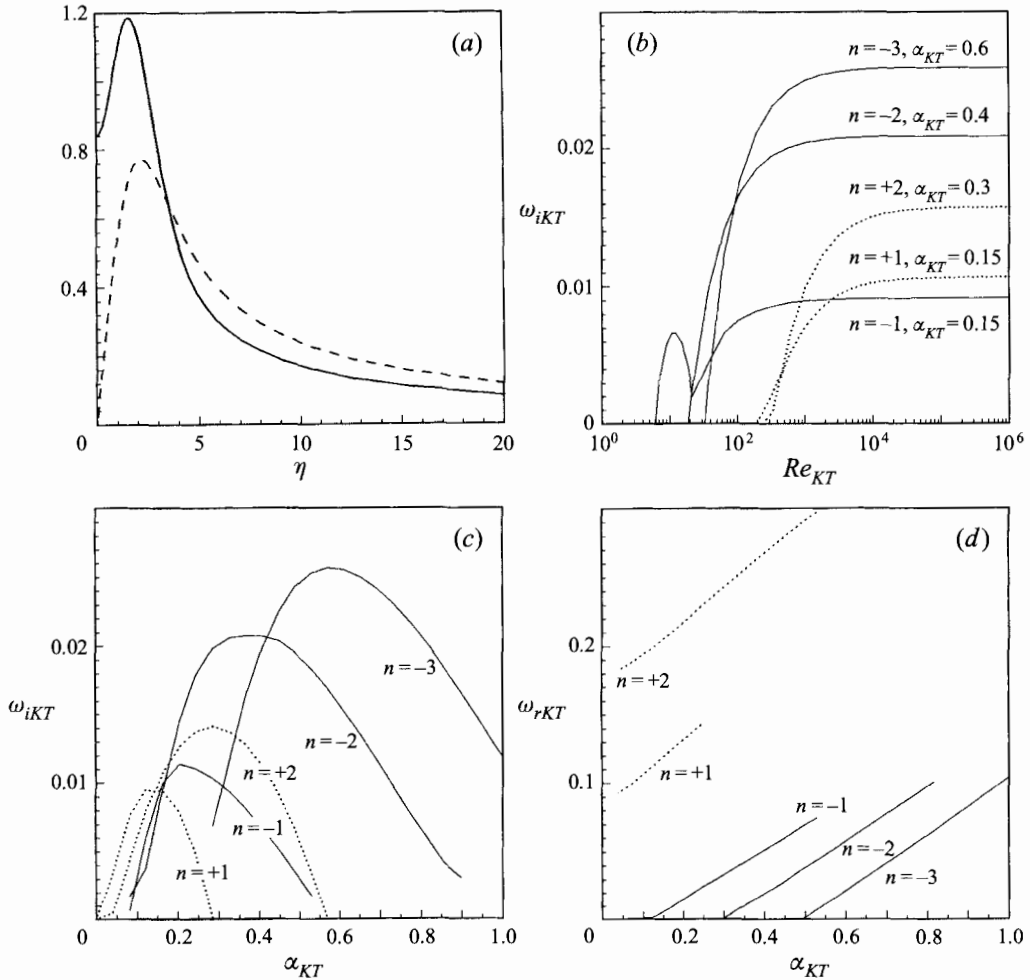 1.2
(a)
0.8
0.4
0
5
10
15
20
η
(b)
n = −3, α_KT = 0.6
n = −2, α_KT = 0.4
n = +2, α_KT = 0.3
n = +1, α_KT = 0.15
n = −1, α_KT = 0.15
0.02
ω_iKT
0.01
0
10^0
10^2
10^4
10^6
Re_KT
(c)
0.02
ω_iKT
0.01
n = −3
n = −2
n = +2
n = −1
n = +1
0
0.2
0.4
0.6
0.8
1.0
α_KT
(d)
0.2
n = +2
ω_rKT
n = +1
0.1
n = −1
n = −2
n = −3
0
0.2
0.4
0.6
0.8
1.0
α_KT